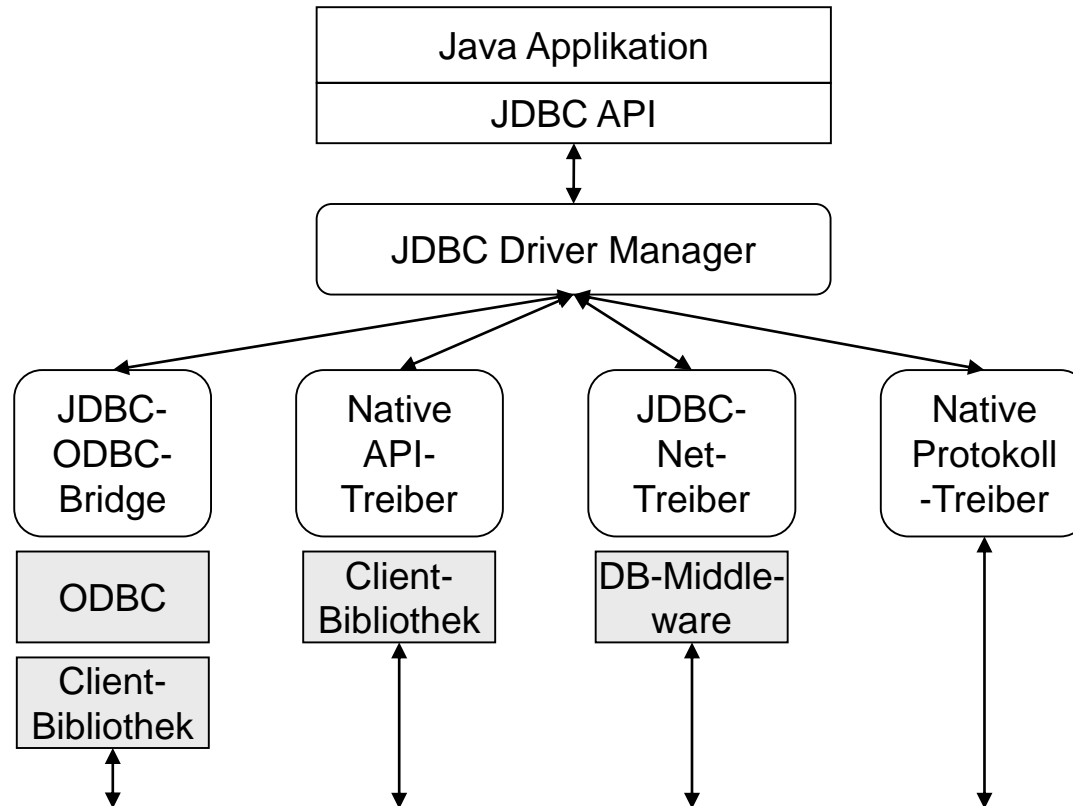 Java Applikation
JDBC API
JDBC Driver Manager
JDBC-
ODBC-
Bridge
Native
API-
Treiber
JDBC-
Net-
Treiber
Native
Protokoll
-Treiber
ODBC
Client-
Bibliothek
Client-
Bibliothek
DB-Middle-
ware